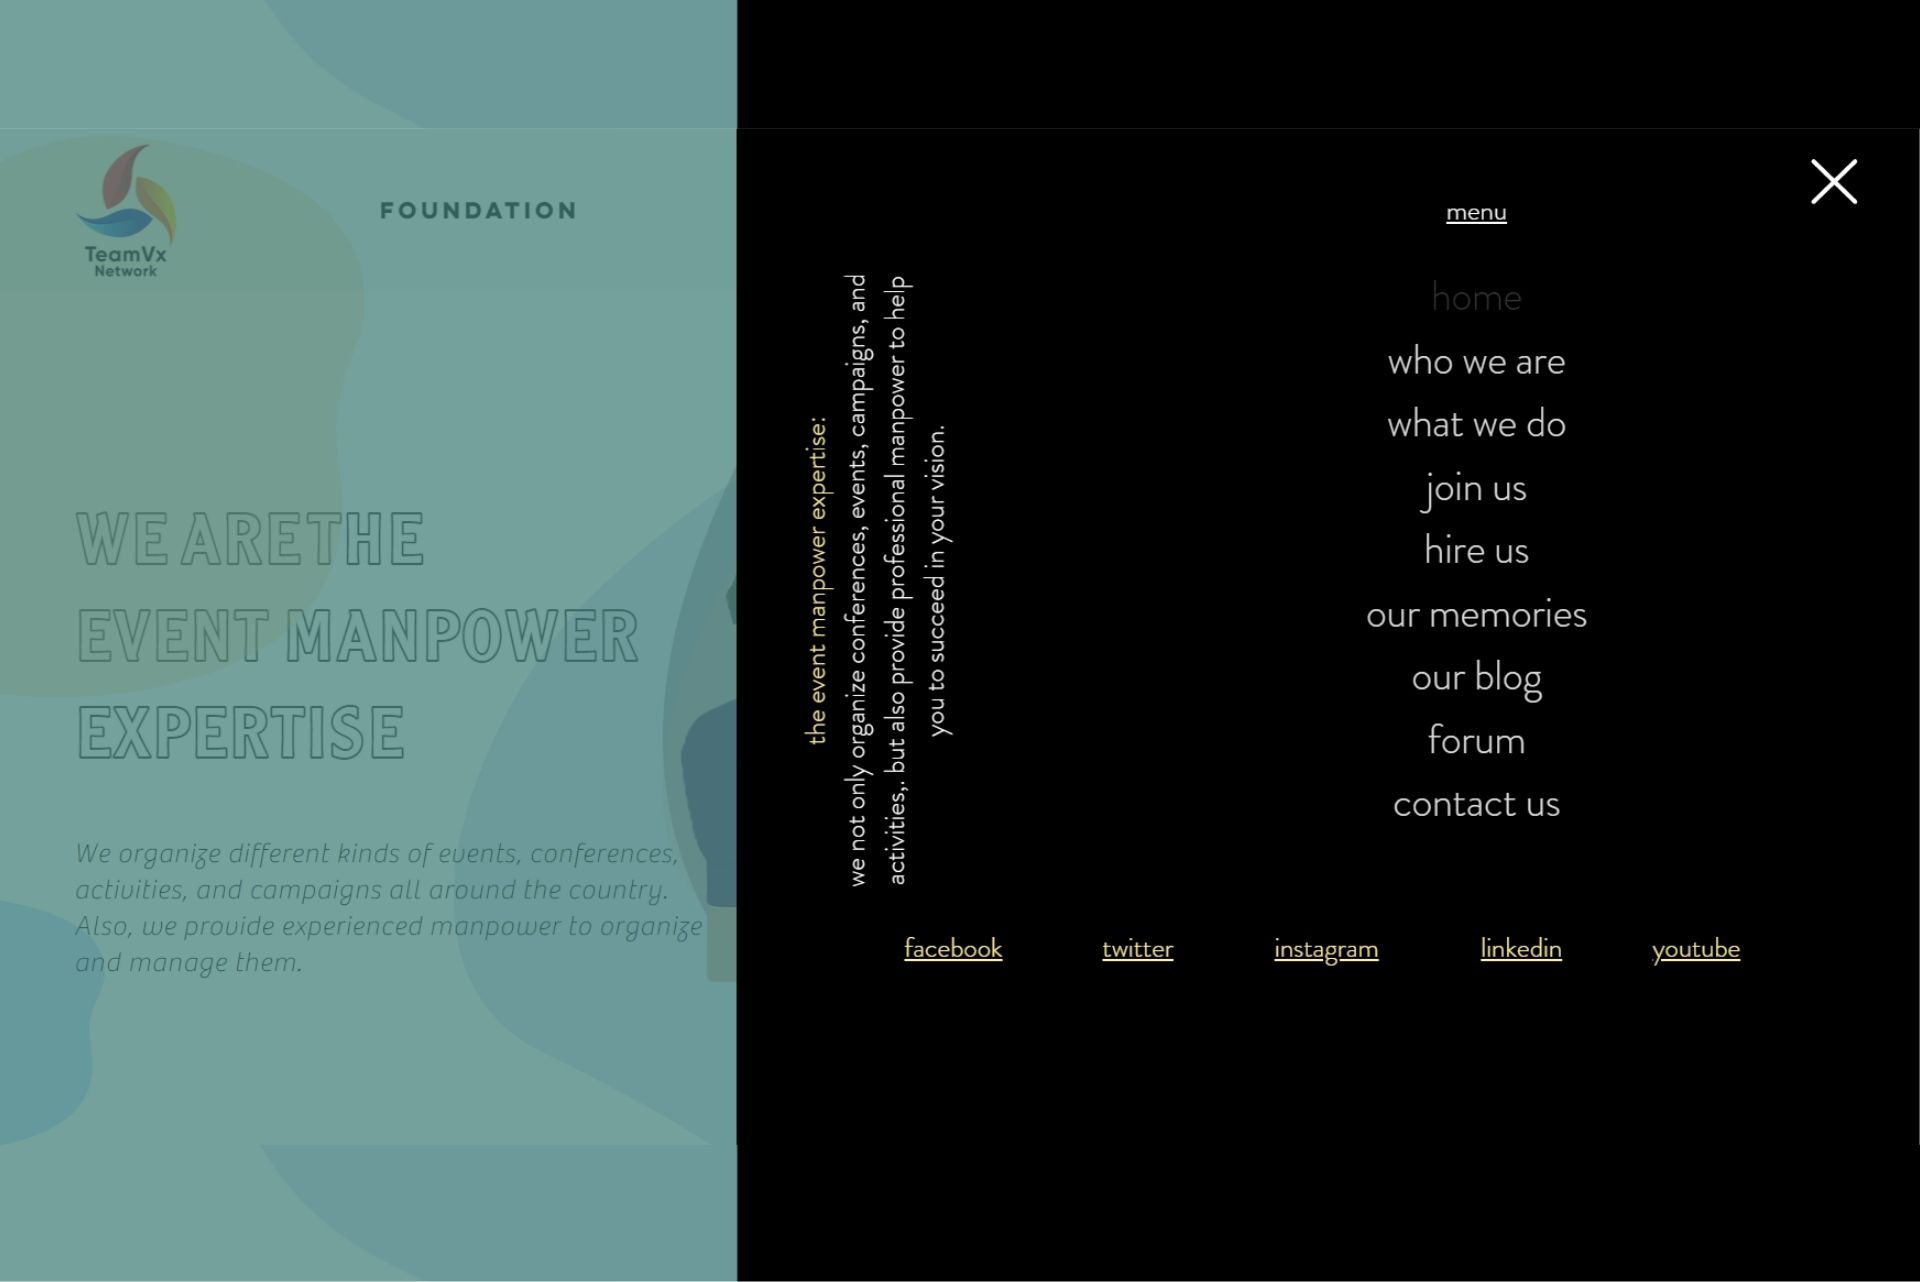 TeamVx
Network
FOUNDATION
WE ARETHE
EVENT MANPOWER
EXPERTISE
We organize different kinds of events, conferences,
activities, and campaigns all around the country.
Also, we provide experienced manpower to organize
and manage them.
the event manpower expertise:
we not only organize conferences, events, campaigns, and
activities,. but also provide professional manpower to help
you to succeed in your vision.
menu
home
who we are
what we do
join us
hire us
our memories
our blog
forum
contact us
facebook twitter instagram linkedin youtube